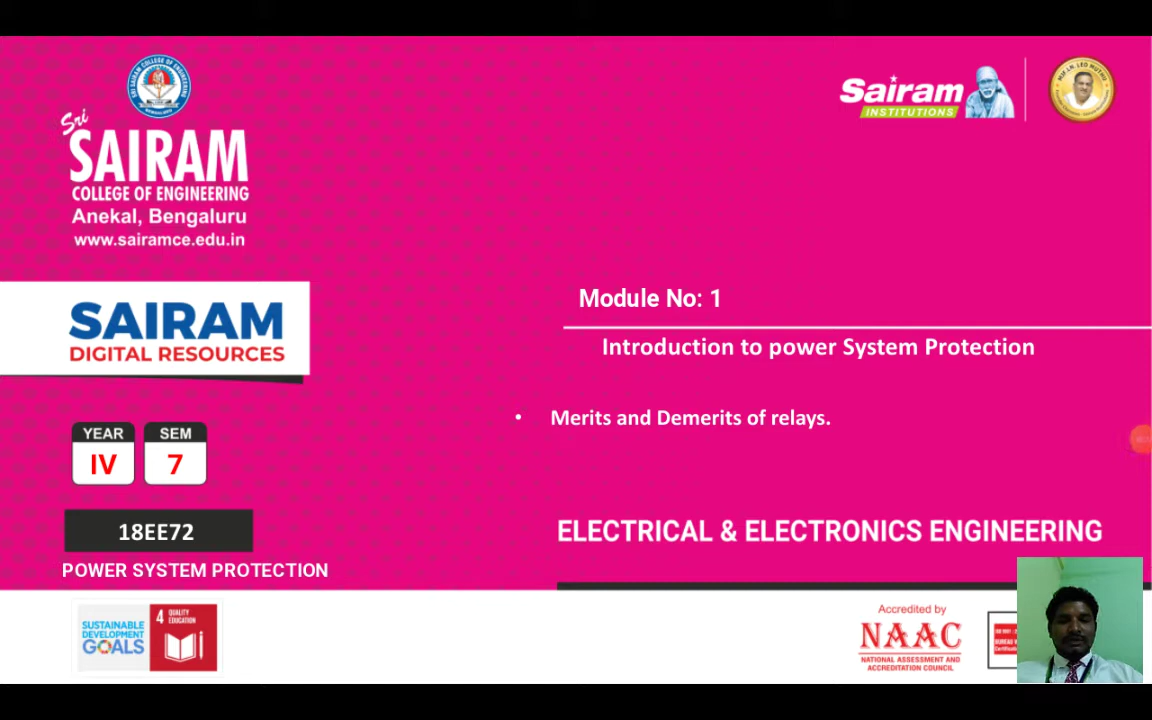 Sri
SAIRAM
COLLEGE OF ENGINEERING
Anekal, Bengaluru
www.sairamce.edu.in
Sairam
INSTITUTIONS
SAIRAM
DIGITAL RESOURCES
Module No: 1
Introduction to power System Protection
• Merits and Demerits of relays.
YEAR
IV
SEM
7
18EE72
POWER SYSTEM PROTECTION
ELECTRICAL & ELECTRONICS ENGINEERING
SUSTAINABLE
DEVELOPMENT
GOALS
4 QUALITY
EDUCATION
Accredited by
NAAC
NATIONAL ASSESSMENT AND
ACCREDITATION COUNCIL